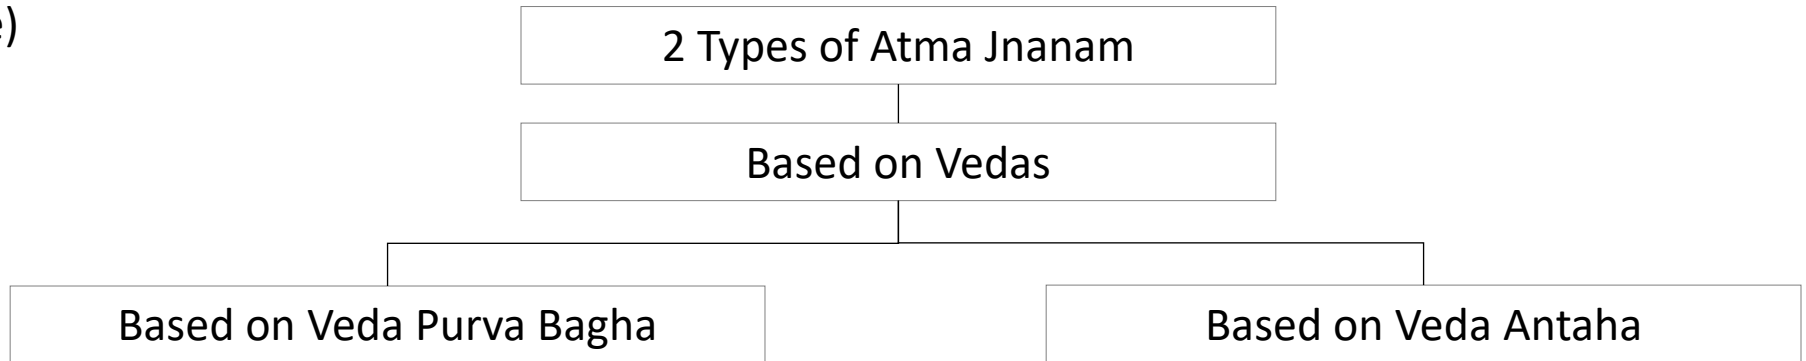 e)
2 Types of Atma Jnanam
Based on Vedas
Based on Veda Purva Bagha
Based on Veda Antaha